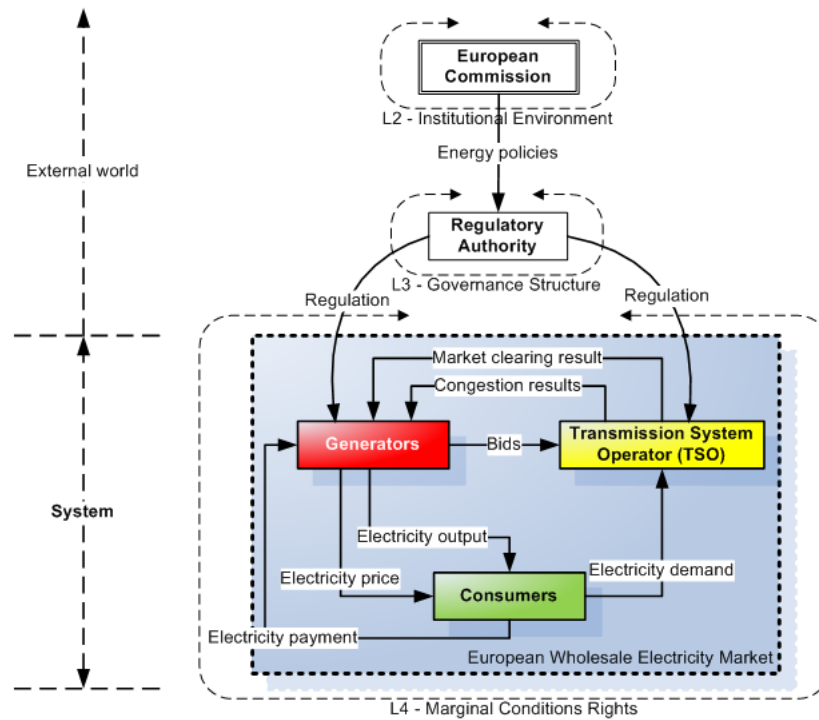 European
Commission
L2 - Institutional Environment
Energy policies
External world
Regulatory
Authority
L3 - Governance Structure
Regulation
Regulation
Market clearing result
Congestion results
Generators
Bids
Transmission System
Operator (TSO)
System
Electricity output
Electricity price
Consumers
Electricity demand
Electricity payment
European Wholesale Electricity Market
L4 - Marginal Conditions Rights